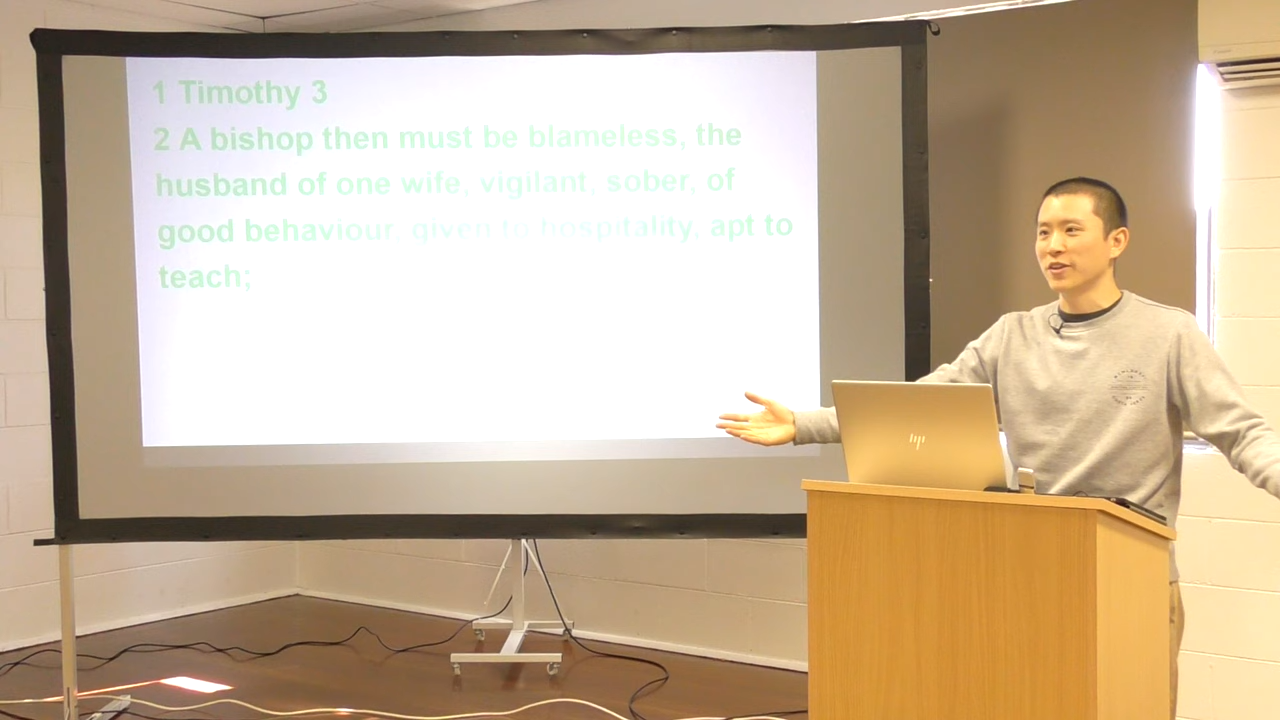 1 Timothy 3
2 A bishop then must be blameless, the
husband of one wife, vigilant, sober, of
good behaviour, given to hospitality, apt to
teach;
hp